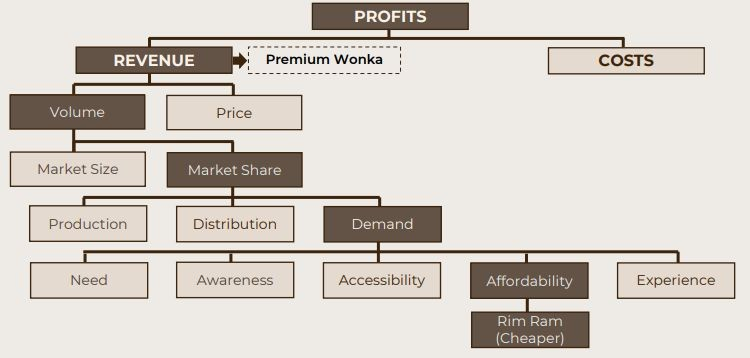 PROFITS
REVENUE
Premium Wonka
COSTS
Volume
Price
Market Size
Market Share
Production
Distribution
Demand
Need
Awareness
Accessibility
Affordability
Experience
Rim Ram
(Cheaper)